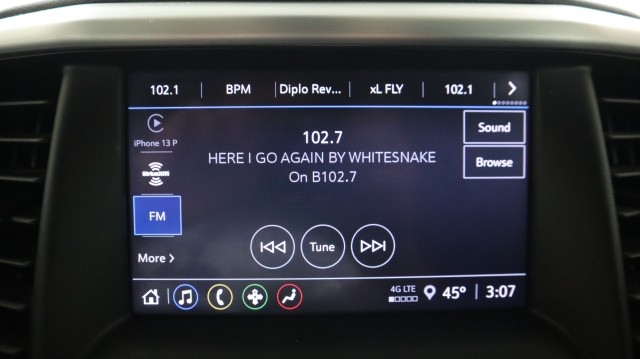 102.1 BPM Diplo Rev... xL FLY 102.1
iPhone 13 P
SiriusXM
FM
More
102.7
HERE I GO AGAIN BY WHITESNAKE
On B102.7
Sound
Browse
Tune
4G LTE
45° 3:07